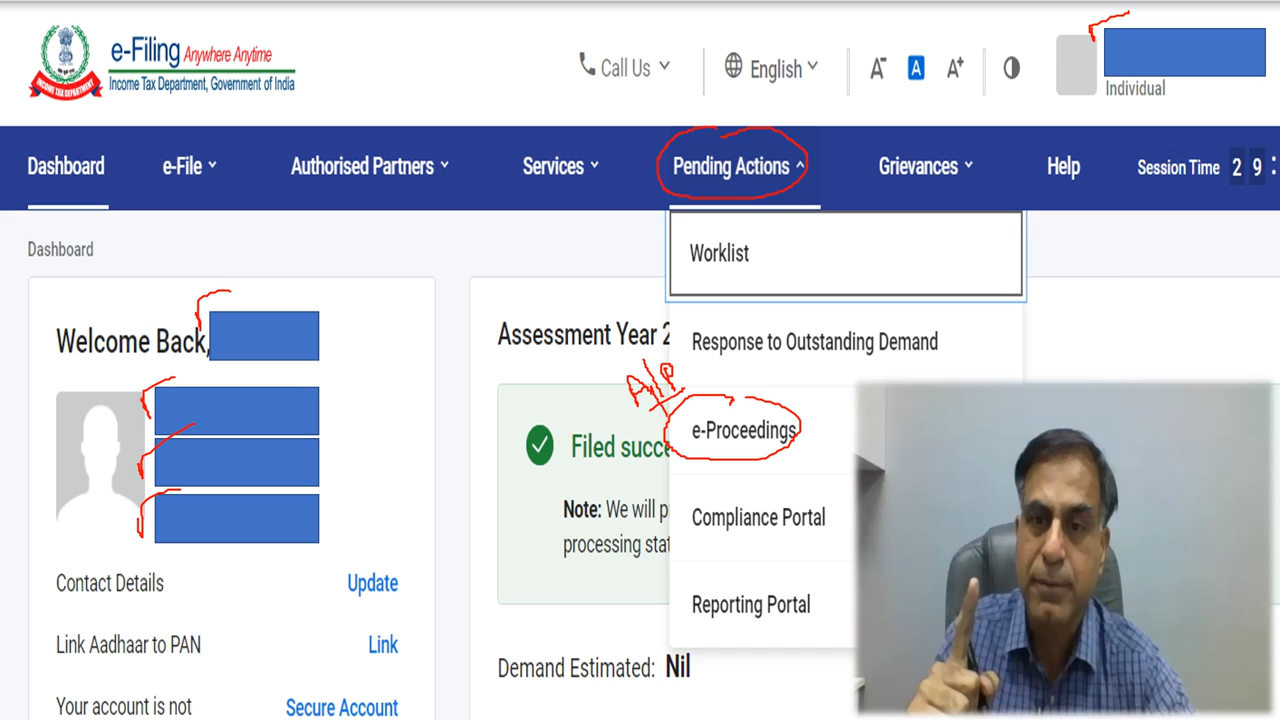 e-Filing Anywhere Anytime
Income Tax Department, Government of India
Call Us
English
A-
A
A+
Individual
Dashboard
e-File
Authorised Partners
Services
Pending Actions
Grievances
Help
Session Time 2 9 :
Dashboard
Worklist
Response to Outstanding Demand
e-Proceedings
Compliance Portal
Reporting Portal
Welcome Back,
Contact Details Update
Link Aadhaar to PAN Link
Your account is not Secure Account
Assessment Year 2
Filed succe
Note: We will p
processing stat
Demand Estimated: Nil